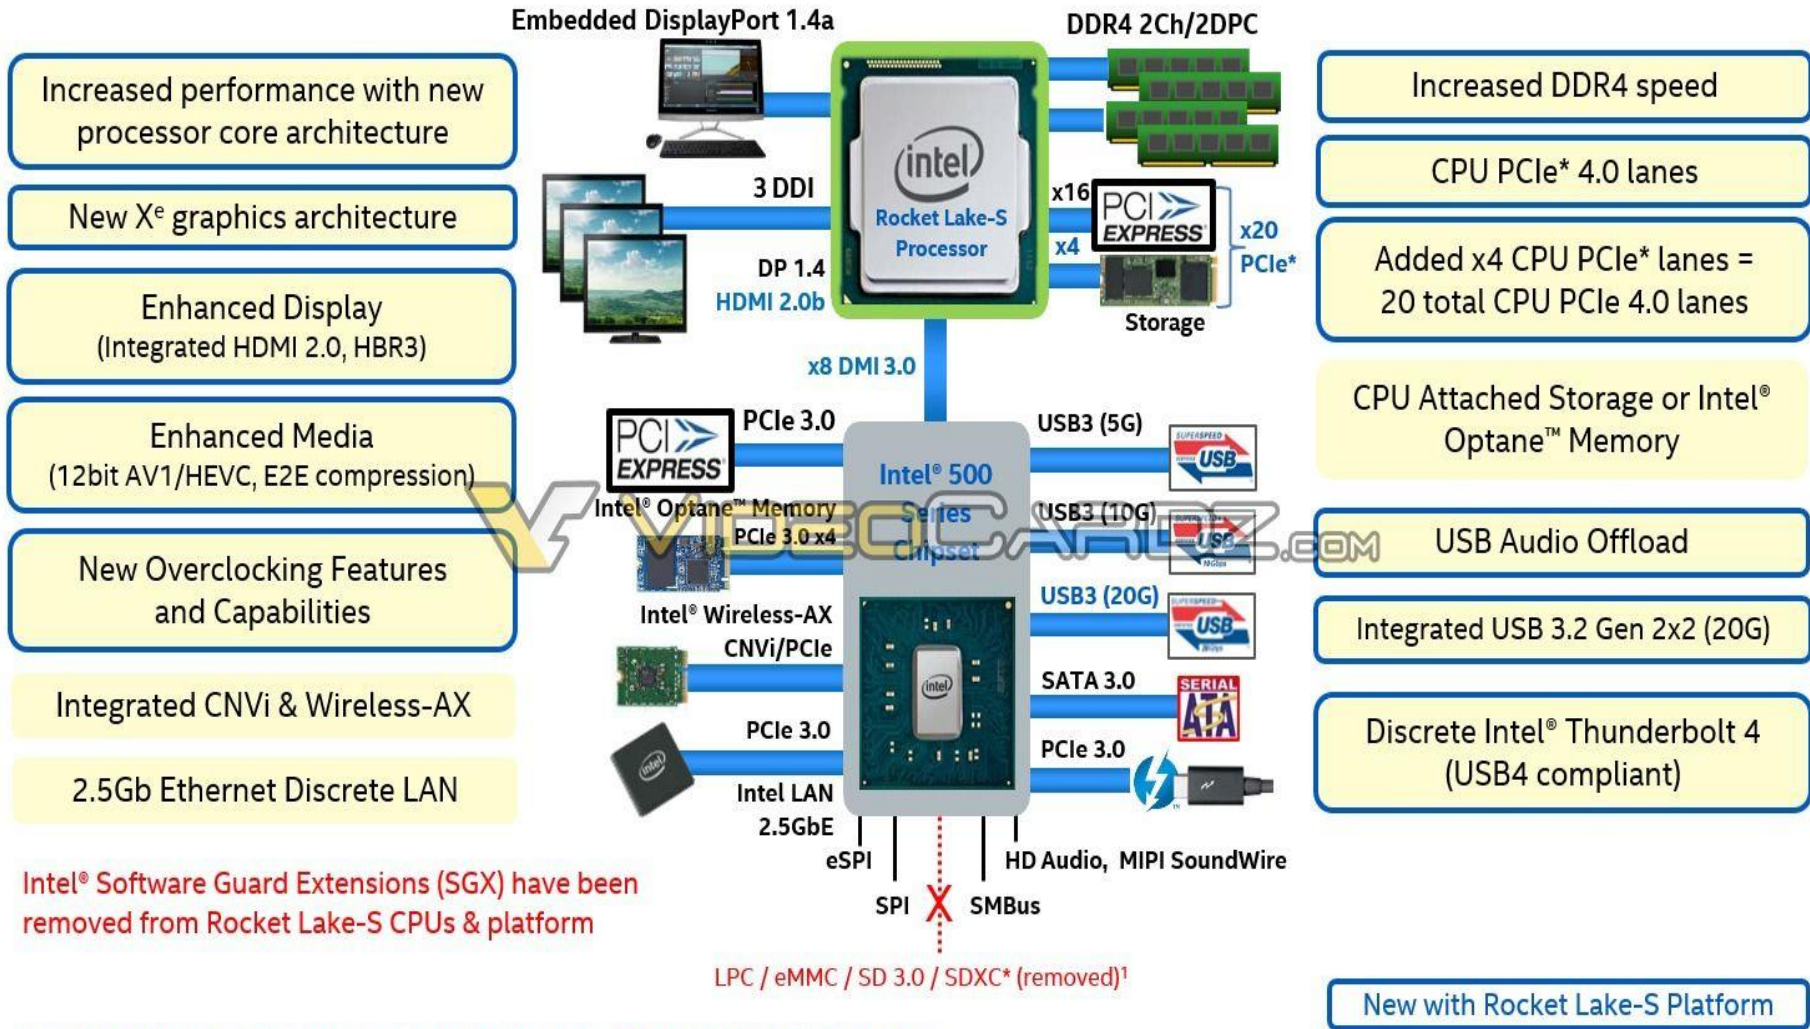 Embedded DisplayPort 1.4a
DDR4 2Ch/2DPC
Increased performance with new
processor core architecture
New Xᵉ graphics architecture
Enhanced Display
(Integrated HDMI 2.0, HBR3)
Enhanced Media
(12bit AV1/HEVC, E2E compression)
New Overclocking Features
and Capabilities
Integrated CNVi & Wireless-AX
2.5Gb Ethernet Discrete LAN
Intel® Software Guard Extensions (SGX) have been
removed from Rocket Lake-S CPUs & platform
3 DDI
DP 1.4
HDMI 2.0b
intel
Rocket Lake-S
Processor
x16
PCI
EXPRESS
x4
x20
PCIe*
Storage
x8 DMI 3.0
PCI
EXPRESS
PCIe 3.0
Intel® Optane™ Memory
PCIe 3.0 x4
Intel® Wireless-AX
CNVi/PCIe
PCIe 3.0
intel
Intel LAN
2.5GbE
Intel® 500
Series
Chipset
intel
USB3 (5G)
SUPERSPEED
USB
USB3 (10G)
USB
10Gbps
USB3 (20G)
SUPERSPEED
USB
SATA 3.0
SERIAL
ATA
PCIe 3.0
eSPI
SPI
X
SMBus
HD Audio, MIPI SoundWire
LPC / eMMC / SD 3.0 / SDXC* (removed)¹
Increased DDR4 speed
CPU PCIe* 4.0 lanes
Added x4 CPU PCIe* lanes =
20 total CPU PCIe 4.0 lanes
CPU Attached Storage or Intel®
Optane™ Memory
USB Audio Offload
Integrated USB 3.2 Gen 2x2 (20G)
Discrete Intel® Thunderbolt 4
(USB4 compliant)
New with Rocket Lake-S Platform
VIDEOCARDZ.COM